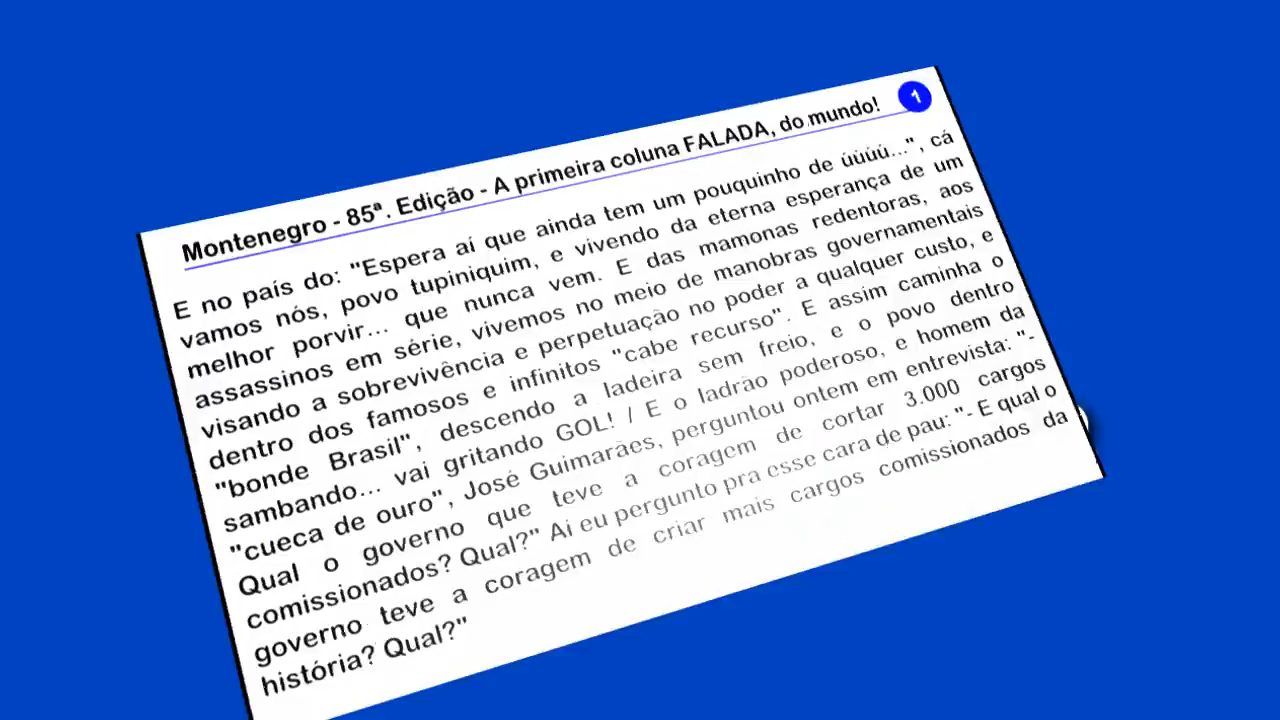 Montenegro - 85ª. Edição - A primeira coluna FALADA, do mundo!
1
E no país do: "Espera aí que ainda tem um pouquinho de úúúú...", cá
vamos nós, povo tupiniquim, e vivendo da eterna esperança de um
melhor porvir... que nunca vem. E das mamonas redentoras, aos
assassinos em série, vivemos no meio de manobras governamentais
visando a sobrevivência e perpetuação no poder a qualquer custo, e
dentro dos famosos e infinitos "cabe recurso". E assim caminha o
"bonde Brasil", descendo a ladeira sem freio, e o povo dentro
sambando... vai gritando GOL! / E o ladrão poderoso, e homem da
"cueca de ouro", José Guimarães, perguntou ontem em entrevista: "-
Qual o governo que teve a coragem de cortar 3.000 cargos
comissionados? Qual?" Aí eu pergunto pra esse cara de pau: "- E qual o
governo teve a coragem de criar mais cargos comissionados da
história? Qual?"